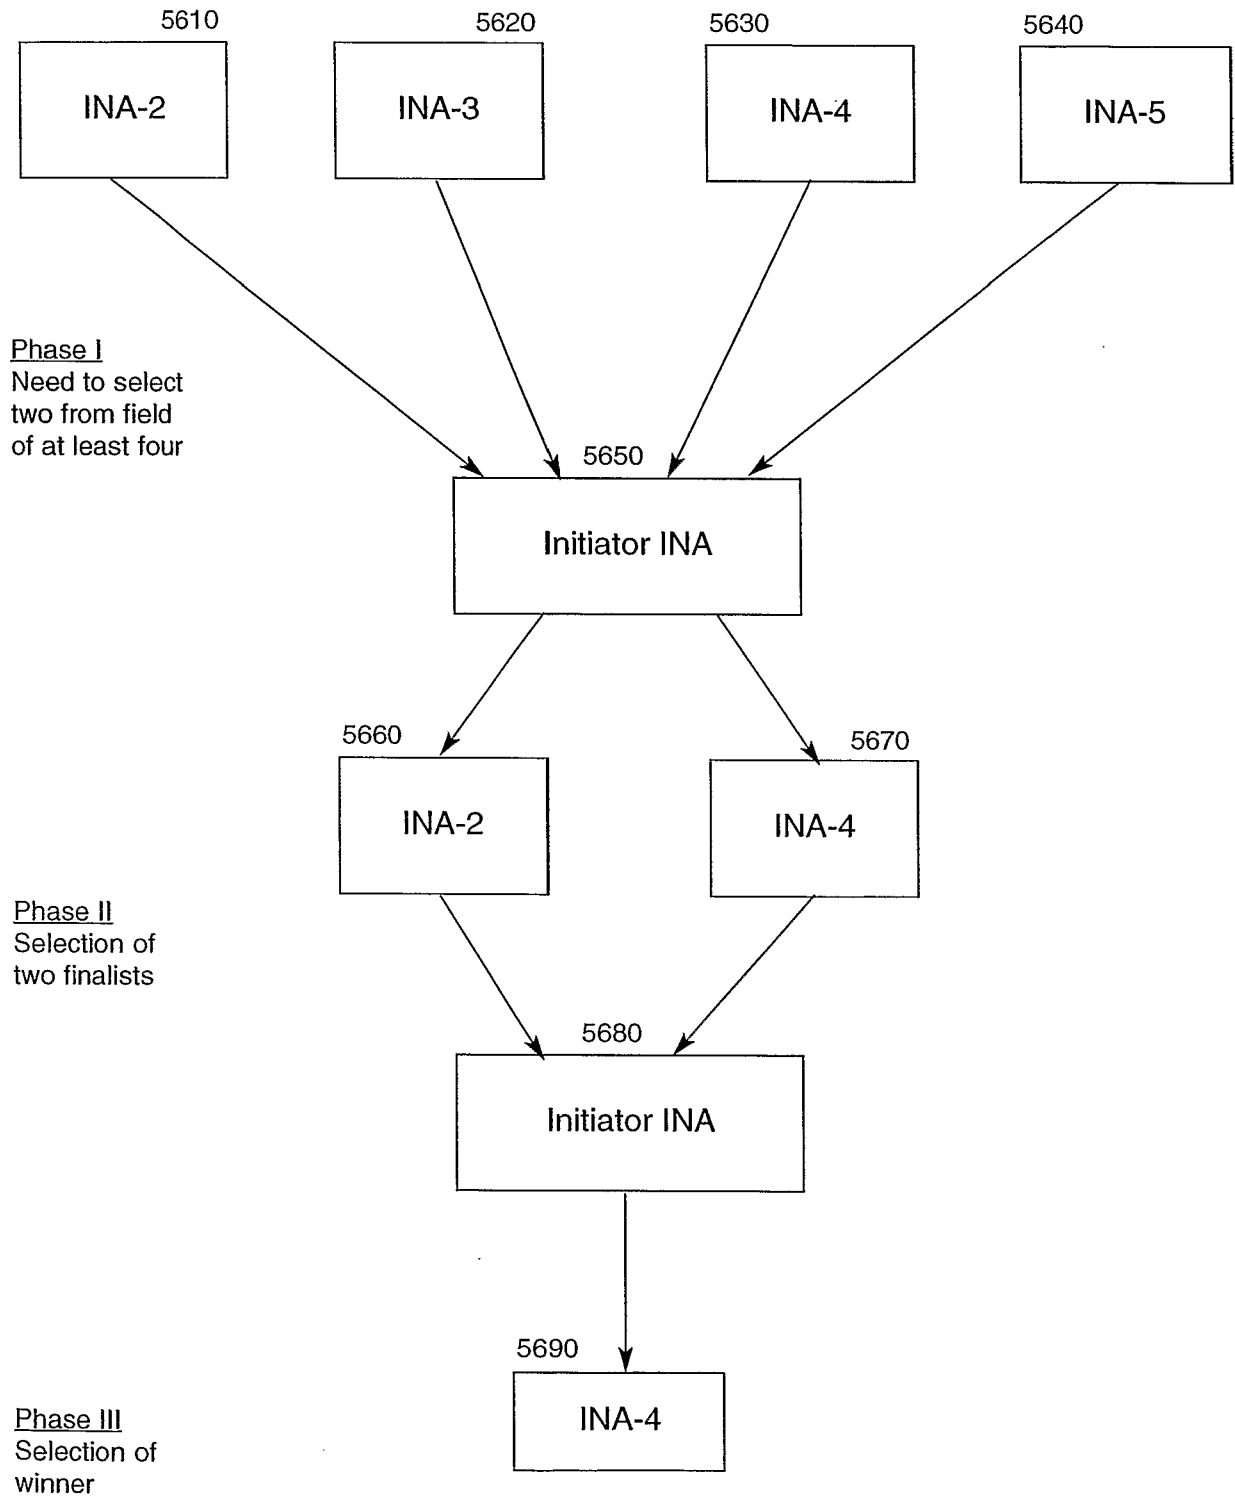 5610
5620
5630
5640
INA-2
INA-3
INA-4
INA-5
Phase I
Need to select
two from field
of at least four
5650
Initiator INA
5660
5670
INA-2
INA-4
Phase II
Selection of
two finalists
5680
Initiator INA
5690
INA-4
Phase III
Selection of
winner